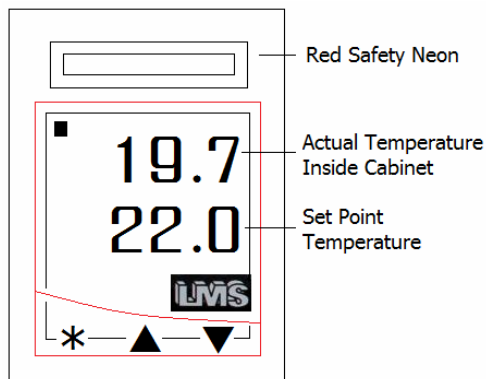 Red Safety Neon
19.7
Actual Temperature
Inside Cabinet
22.0
Set Point
Temperature
LMS